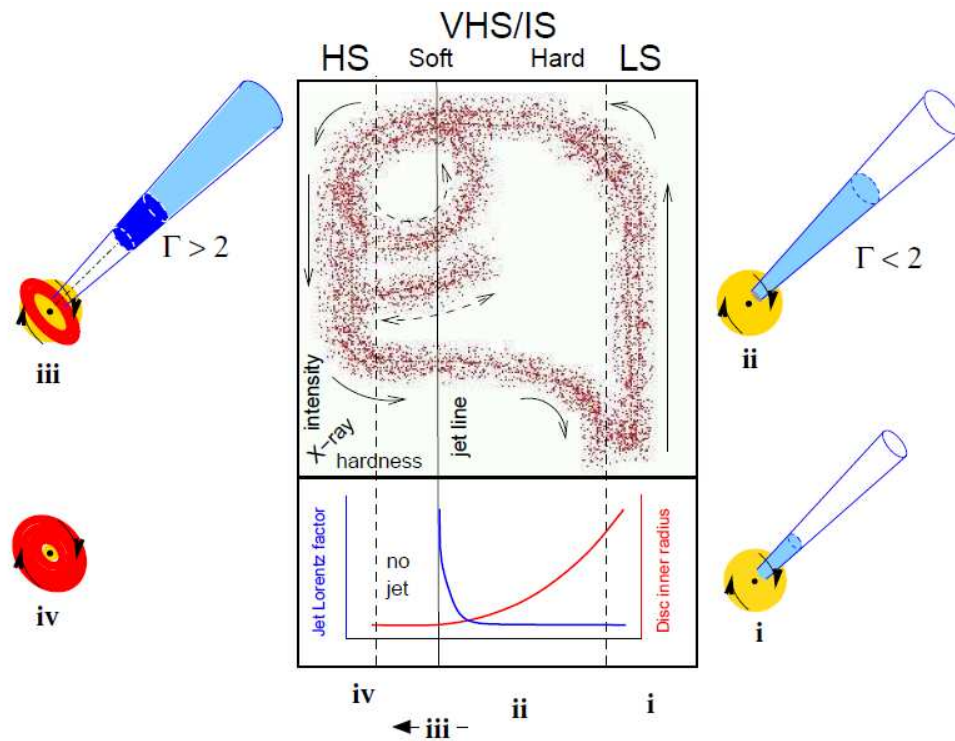 VHS/IS
HS Soft Hard LS
Γ > 2
iii
Γ < 2
ii
intensity
X-ray
hardness
jet line
Jet Lorentz factor
no
jet
Disc inner radius
iv
i
iv
iii
ii
i